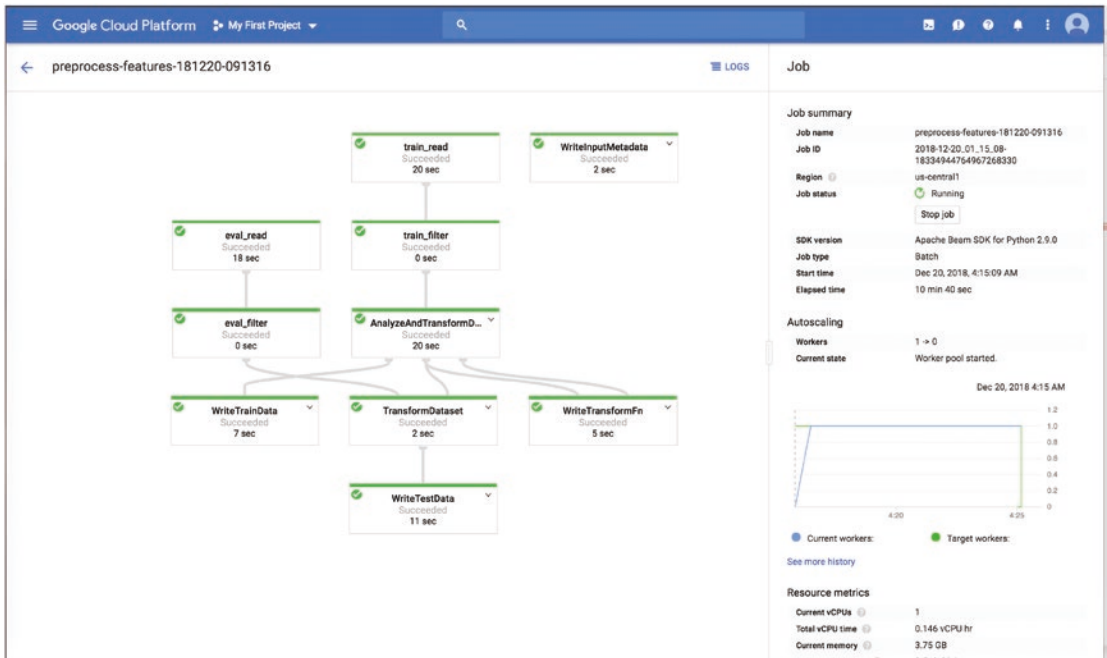 Google Cloud Platform My First Project
preprocess-features-181220-091316
LOGS
train_read
Succeeded
20 sec
WriteInputMetadata
Succeeded
2 sec
eval_read
Succeeded
18 sec
train_filter
Succeeded
0 sec
eval_filter
Succeeded
0 sec
AnalyzeAndTransformD...
Succeeded
20 sec
WriteTrainData
Succeeded
7 sec
TransformDataset
Succeeded
2 sec
WriteTransformFn
Succeeded
5 sec
WriteTestData
Succeeded
11 sec
Job
Job summary
Job name preprocess-features-181220-091316
Job ID 2018-12-20_01_15_08-
18334944764967268330
Region us-central1
Job status Running
Stop job
SDK version Apache Beam SDK for Python 2.9.0
Job type Batch
Start time Dec 20, 2018, 4:15:09 AM
Elapsed time 10 min 40 sec
Autoscaling
Workers 1 -> 0
Current state Worker pool started.
Dec 20, 2018 4:15 AM
1.2
1.0
0.8
0.6
0.4
0.2
0
4:20 4:25
Current workers: Target workers:
See more history
Resource metrics
Current vCPUs 1
Total vCPU time 0.146 vCPU hr
Current memory 3.75 GB